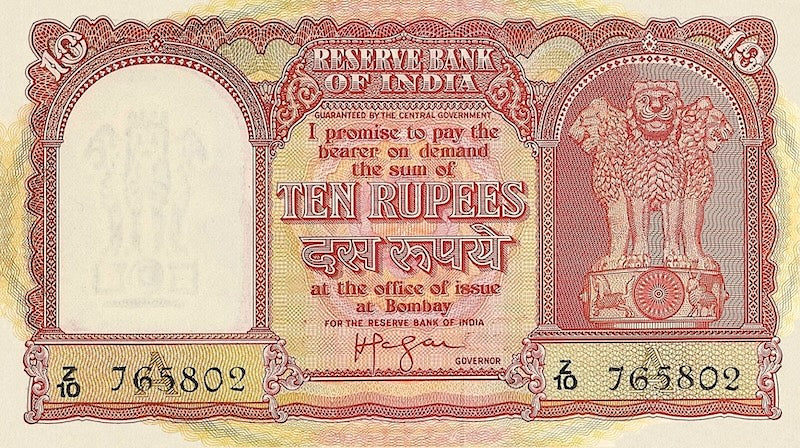 10 10
RESERVE BANK
OF INDIA
GUARANTEED BY THE CENTRAL GOVERNMENT
I promise to pay the
bearer on demand
the sum of
TEN RUPEES
दस रुपये
at the office of issue
at Bombay
FOR THE RESERVE BANK OF INDIA
GOVERNOR
Z/10 765802
A
Z/10 765802
A